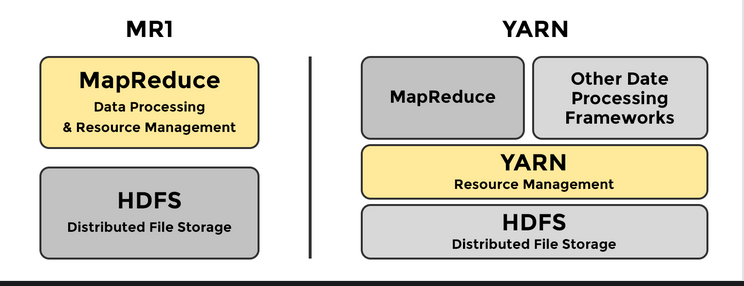 MR1
MapReduce
Data Processing
& Resource Management
HDFS
Distributed File Storage
YARN
MapReduce
Other Date
Processing
Frameworks
YARN
Resource Management
HDFS
Distributed File Storage